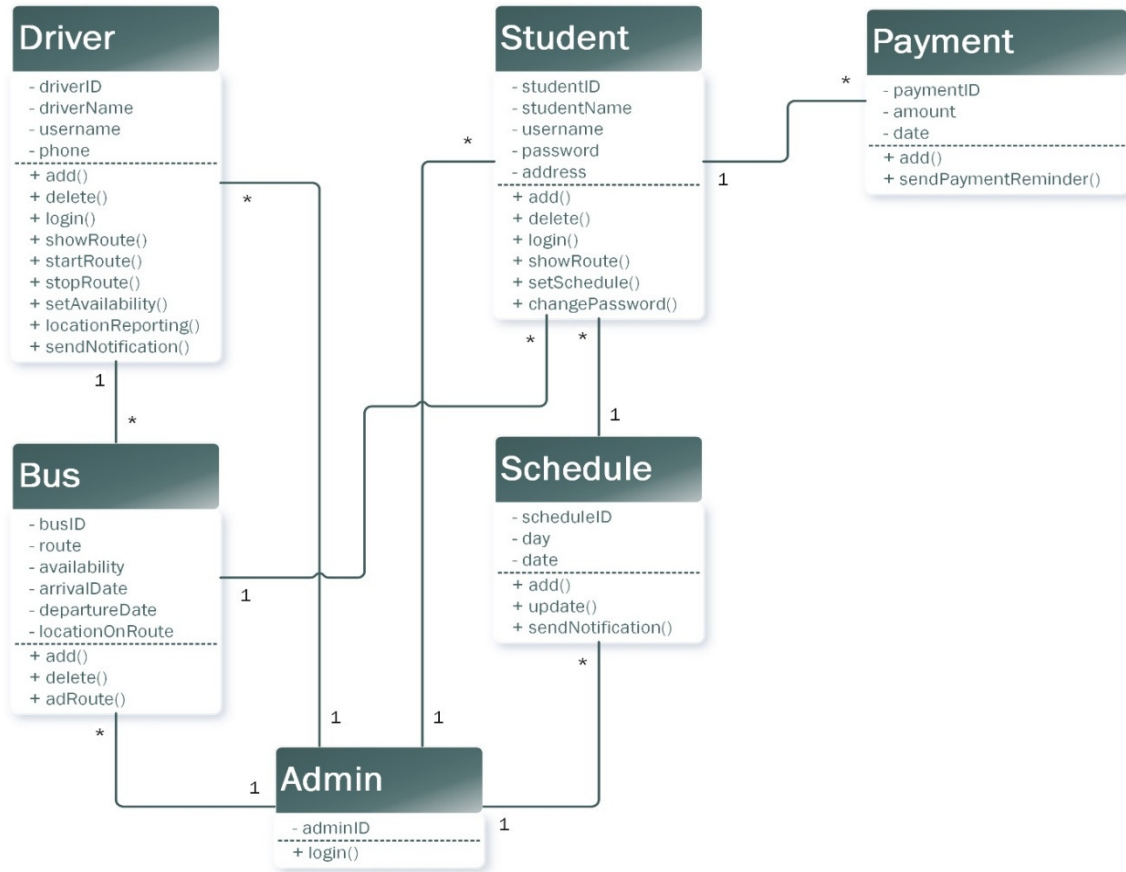 Driver
- driverID
- driverName
- username
- phone
+ add()
+ delete()
+ login()
+ showRoute()
+ startRoute()
+ stopRoute()
+ setAvailability()
+ locationReporting()
+ sendNotification()
*
1
*
Student
- studentID
- studentName
- username
- password
- address
+ add()
+ delete()
+ login()
+ showRoute()
+ setSchedule()
+ changePassword()
*
1
*
*
Payment
- paymentID
- amount
- date
+ add()
+ sendPaymentReminder()
*
Bus
- busID
- route
- availability
- arrivalDate
- departureDate
- locationOnRoute
+ add()
+ delete()
+ adRoute()
1
*
1
Schedule
- scheduleID
- day
- date
+ add()
+ update()
+ sendNotification()
*
1
1
1
1
Admin
- adminID
+ login()